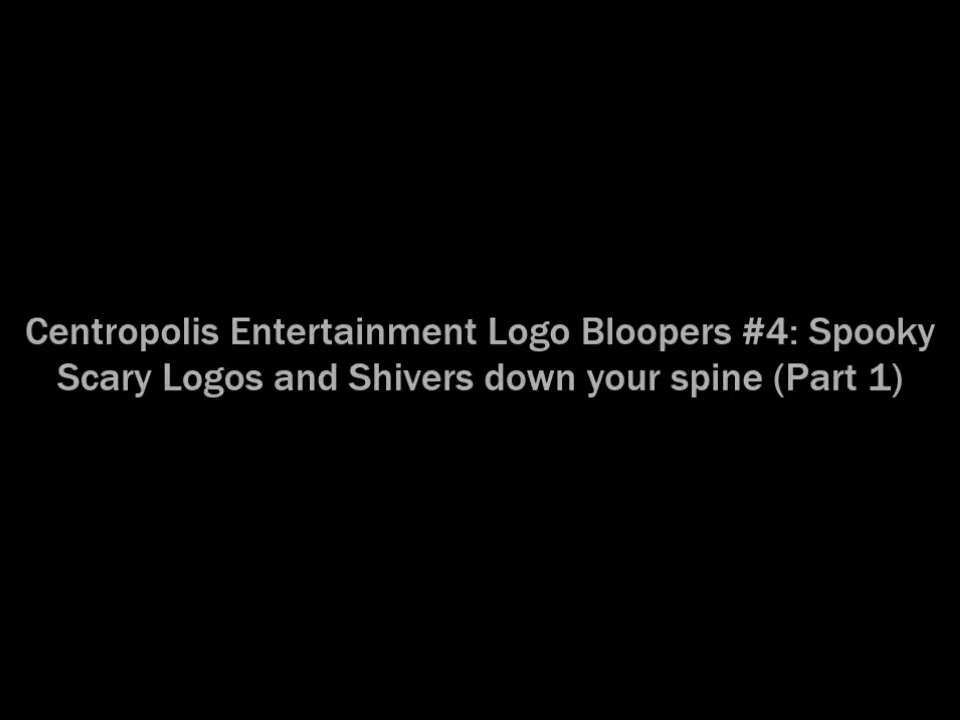 Centropolis Entertainment Logo Bloopers #4: Spooky
Scary Logos and Shivers down your spine (Part 1)